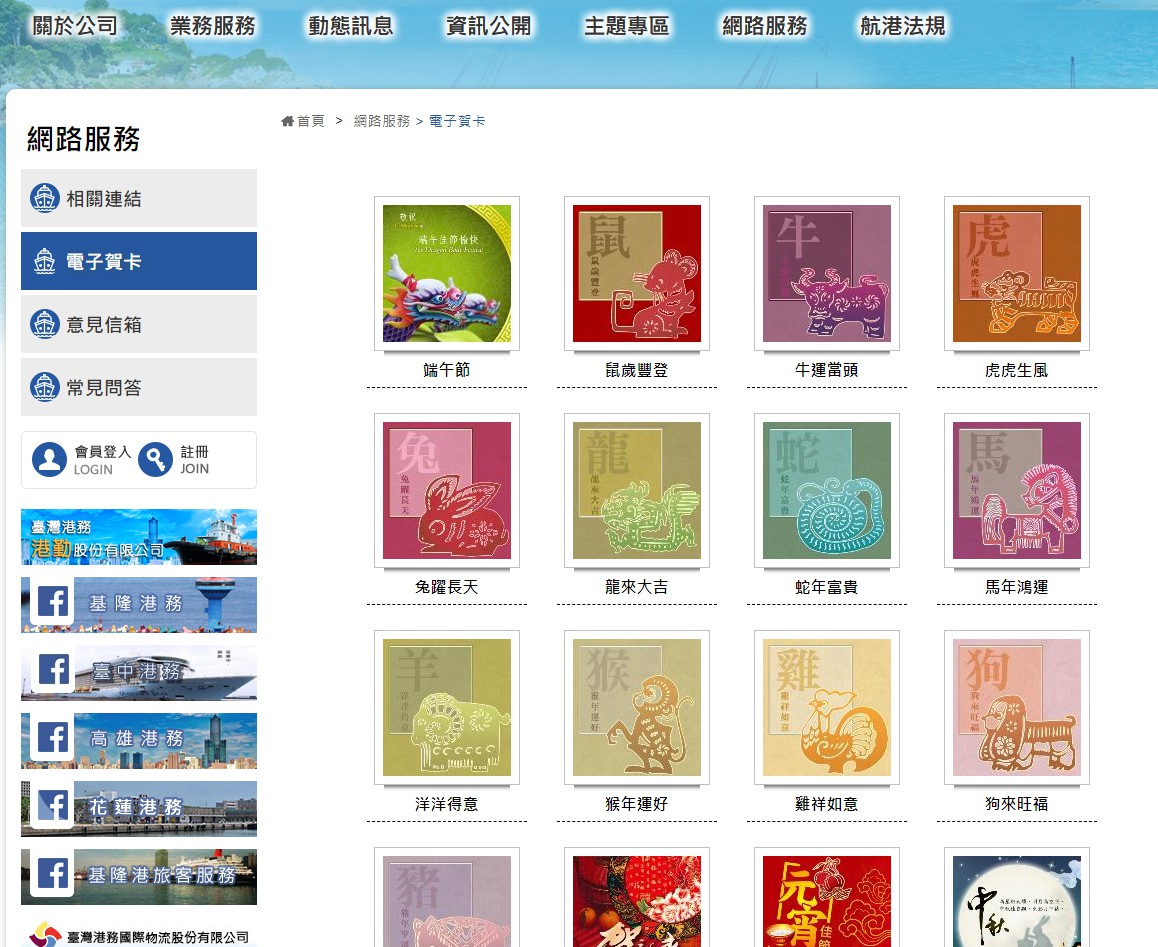 關於公司
業務服務
動態訊息
資訊公開
主題專區
網路服務
航港法規
首頁 > 網路服務 > 電子賀卡
網路服務
相關連結
電子賀卡
意見信箱
常見問答
會員登入
LOGIN
註冊
JOIN
臺灣港務
港勤股份有限公司
基隆港務
臺中港務
高雄港務
花蓮港務
基隆港旅客服務
臺灣港務國際物流股份有限公司
敬祝
端午佳節愉快
The Dragon Boat Festival
端午節
鼠
鼠歲豐登
鼠歲豐登
牛
牛運當頭
虎
虎虎生風
虎虎生風
兔
兔躍長天
兔躍長天
龍
龍來大吉
龍來大吉
蛇
蛇年富貴
蛇年富貴
馬
馬年鴻運
馬年鴻運
羊
洋洋得意
洋洋得意
猴
猴年運好
猴年運好
雞
雞祥如意
雞祥如意
狗
狗來旺福
狗來旺福
豬
賀
元宵
佳節
中秋